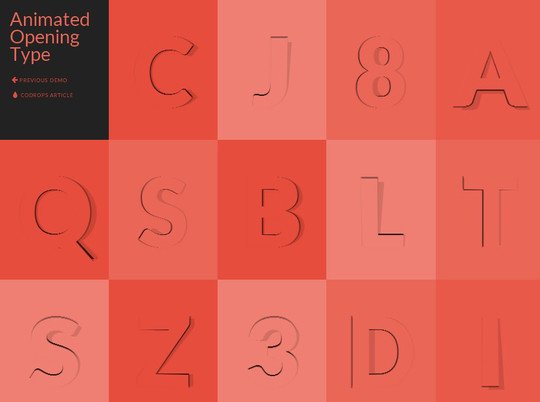 Animated
Opening
Type
PREVIOUS DEMO
CODROPS ARTICLE
C J 8 A
Q S B L T
S Z 3 D I